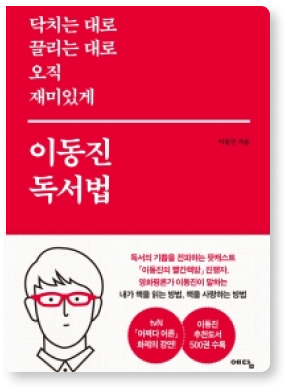 닥치는 대로
끌리는 대로
오직
재미있게
이동진
독서법
이동진 지음
독서의 기쁨을 전파하는 팟캐스트
「이동진의 빨간책방」 진행자,
영화평론가 이동진이 말하는
내가 책을 읽는 방법, 책을 사랑하는 방법
tvN
「어쩌다 어른」
화제의 강연!
이동진
추천도서
500권 수록
예담